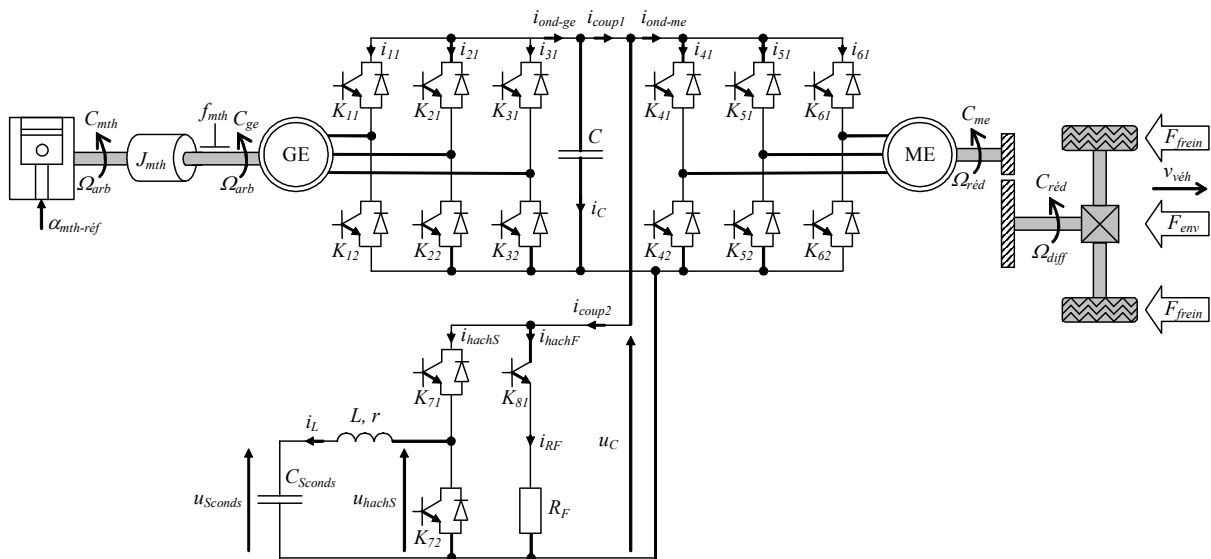 i_ond-ge i_coup1 i_ond-me
i_11 i_21 i_31 i_41 i_51 i_61
K_11 K_21 K_31 K_41 K_51 K_61
C_mth f_mth C_ge GE C ME C_me F_frein
J_mth
Ω_arb Ω_arb Ω_réd C_réd v_véh
α_mth-réf i_C F_env
K_12 K_22 K_32 K_42 K_52 K_62 Ω_diff
F_frein
i_coup2
i_hachS i_hachF
K_71 K_81
i_L L, r
i_RF u_C
u_Sconds C_Sconds u_hachS R_F
K_72